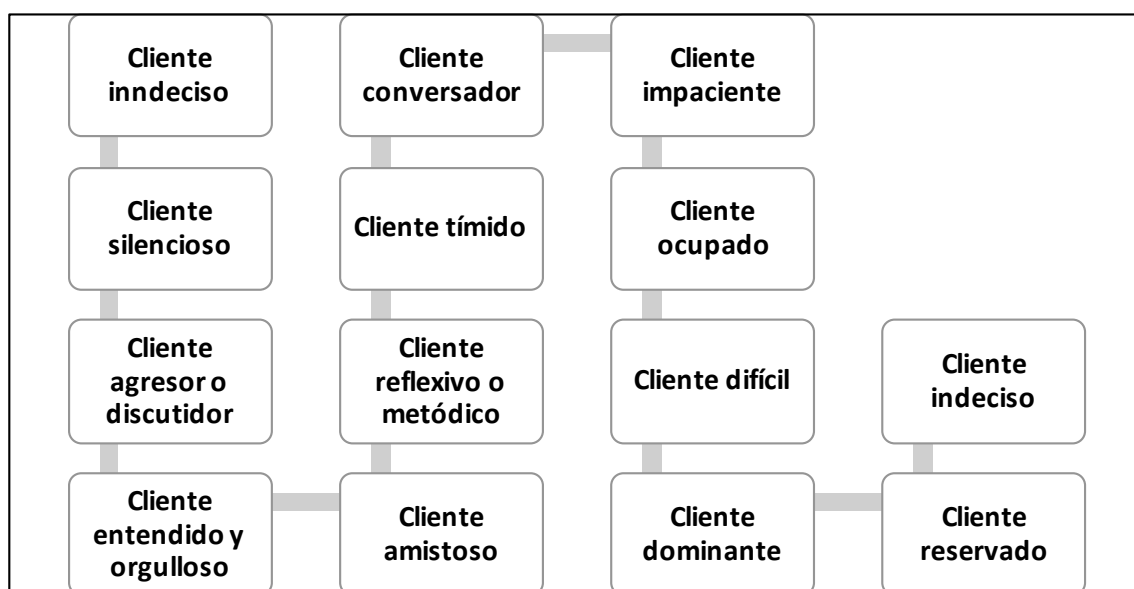 Cliente
inndeciso
Cliente
silencioso
Cliente
agresor o
discutidor
Cliente
entendido y
orgulloso
Cliente
amistoso
Cliente
reflexivo o
metódico
Cliente tímido
Cliente
conversador
Cliente
impaciente
Cliente
ocupado
Cliente difícil
Cliente
dominante
Cliente
reservado
Cliente
indeciso